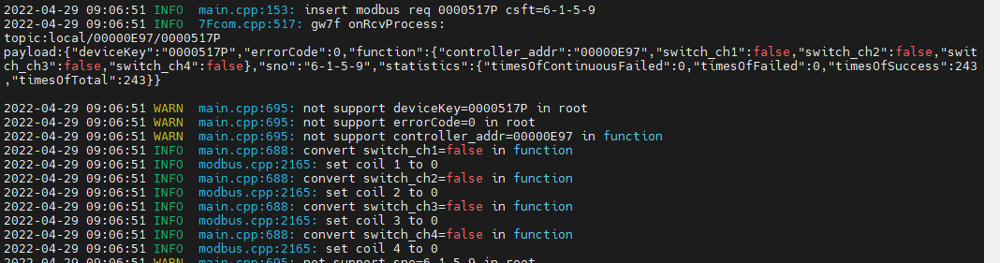 2022-04-29 09:06:51 INFO  main.cpp:153: insert modbus req 0000517P csft=6-1-5-9
2022-04-29 09:06:51 INFO  7Fcom.cpp:517: gw7f onRcvProcess:
topic:local/00000E97/0000517P
payload:{"deviceKey":"0000517P","errorCode":0,"function":{"controller_addr":"00000E97","switch_ch1":false,"switch_ch2":false,"swit
ch_ch3":false,"switch_ch4":false},"sno":"6-1-5-9","statistics":{"timesOfContinuousFailed":0,"timesOfFailed":0,"timesOfSuccess":243
,"timesOfTotal":243}}
2022-04-29 09:06:51 WARN  main.cpp:695: not support deviceKey=0000517P in root
2022-04-29 09:06:51 WARN  main.cpp:695: not support errorCode=0 in root
2022-04-29 09:06:51 WARN  main.cpp:695: not support controller_addr=00000E97 in function
2022-04-29 09:06:51 INFO  main.cpp:688: convert switch_ch1=false in function
2022-04-29 09:06:51 INFO  modbus.cpp:2165: set coil 1 to 0
2022-04-29 09:06:51 INFO  main.cpp:688: convert switch_ch2=false in function
2022-04-29 09:06:51 INFO  modbus.cpp:2165: set coil 2 to 0
2022-04-29 09:06:51 INFO  main.cpp:688: convert switch_ch3=false in function
2022-04-29 09:06:51 INFO  modbus.cpp:2165: set coil 3 to 0
2022-04-29 09:06:51 INFO  main.cpp:688: convert switch_ch4=false in function
2022-04-29 09:06:51 INFO  modbus.cpp:2165: set coil 4 to 0
2022-04-29 09:06:51 WARN  main.cpp:695: not support sno=6-1-5-9 in root